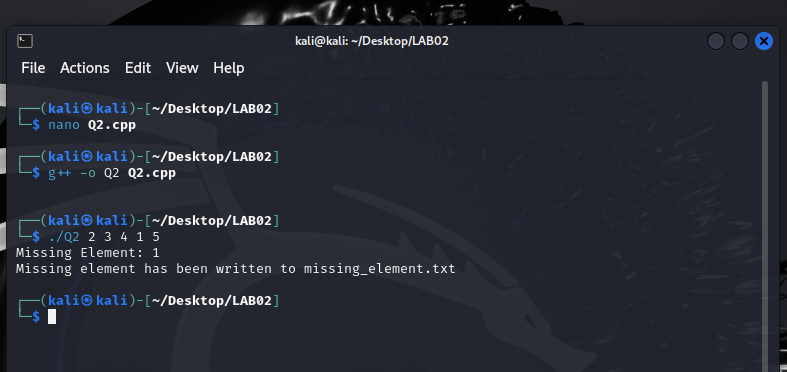 kali@kali: ~/Desktop/LAB02
File Actions Edit View Help
┌──(kali㉿kali)-[~/Desktop/LAB02]
└─$ nano Q2.cpp
┌──(kali㉿kali)-[~/Desktop/LAB02]
└─$ g++ -o Q2 Q2.cpp
┌──(kali㉿kali)-[~/Desktop/LAB02]
└─$ ./Q2 2 3 4 1 5
Missing Element: 1
Missing element has been written to missing_element.txt
┌──(kali㉿kali)-[~/Desktop/LAB02]
└─$